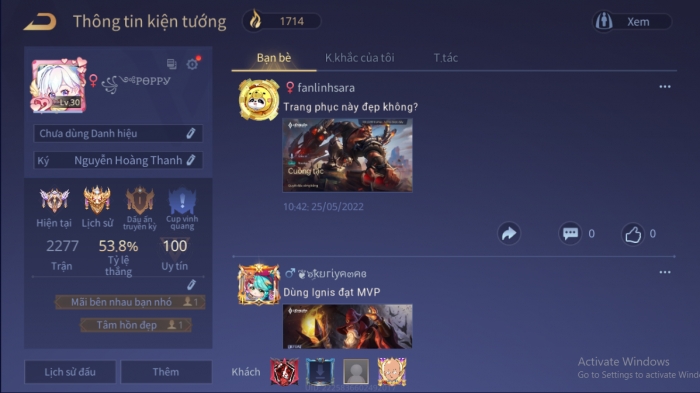 Thông tin kiện tướng
1714
Xem
PΘPPY
Lv.30
Chưa dùng Danh hiệu
Ký Nguyễn Hoàng Thanh
Hiện tại Lịch sử Dấu ấn truyền kỳ Cup vinh quang
2277 53.8% 100
Trận Tỷ lệ thắng Uy tín
Mãi bên nhau bạn nhỏ 1
Tâm hồn đẹp 1
Lịch sử đấu Thêm
Bạn bè K.khắc của tôi T.tác
fanlinhsara
Trang phục này đẹp không?
Cuồng tặc
10:42 25/05/2022
0 0
Dùng Ignis đạt MVP
Khách
Activate Windows
Go to Settings to activate Wind